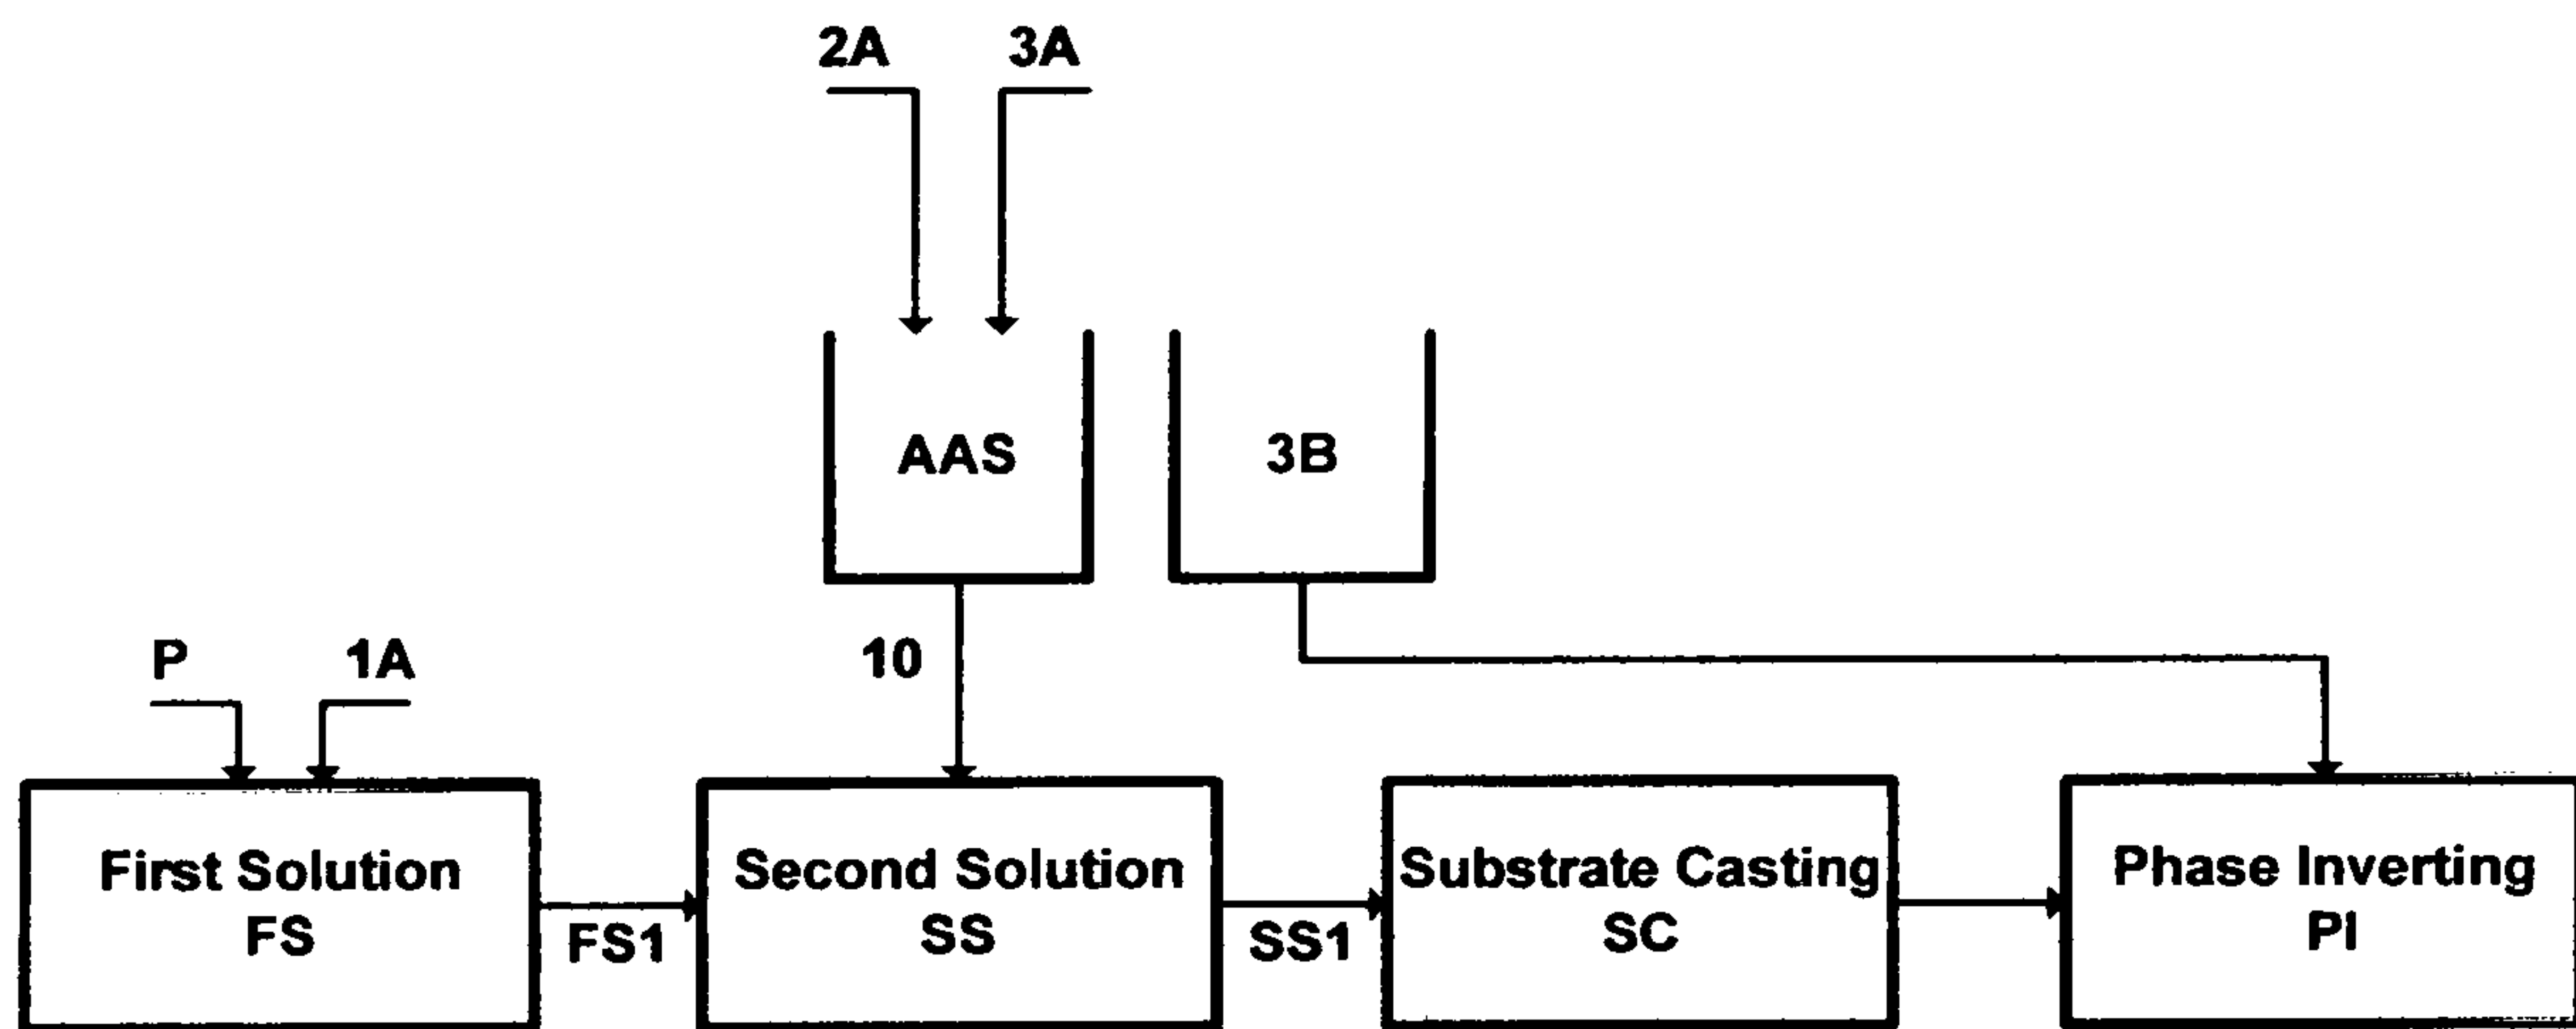 2A
3A
AAS
3B
P
1A
10
First Solution
FS
FS1
Second Solution
SS
SS1
Substrate Casting
SC
Phase Inverting
PI